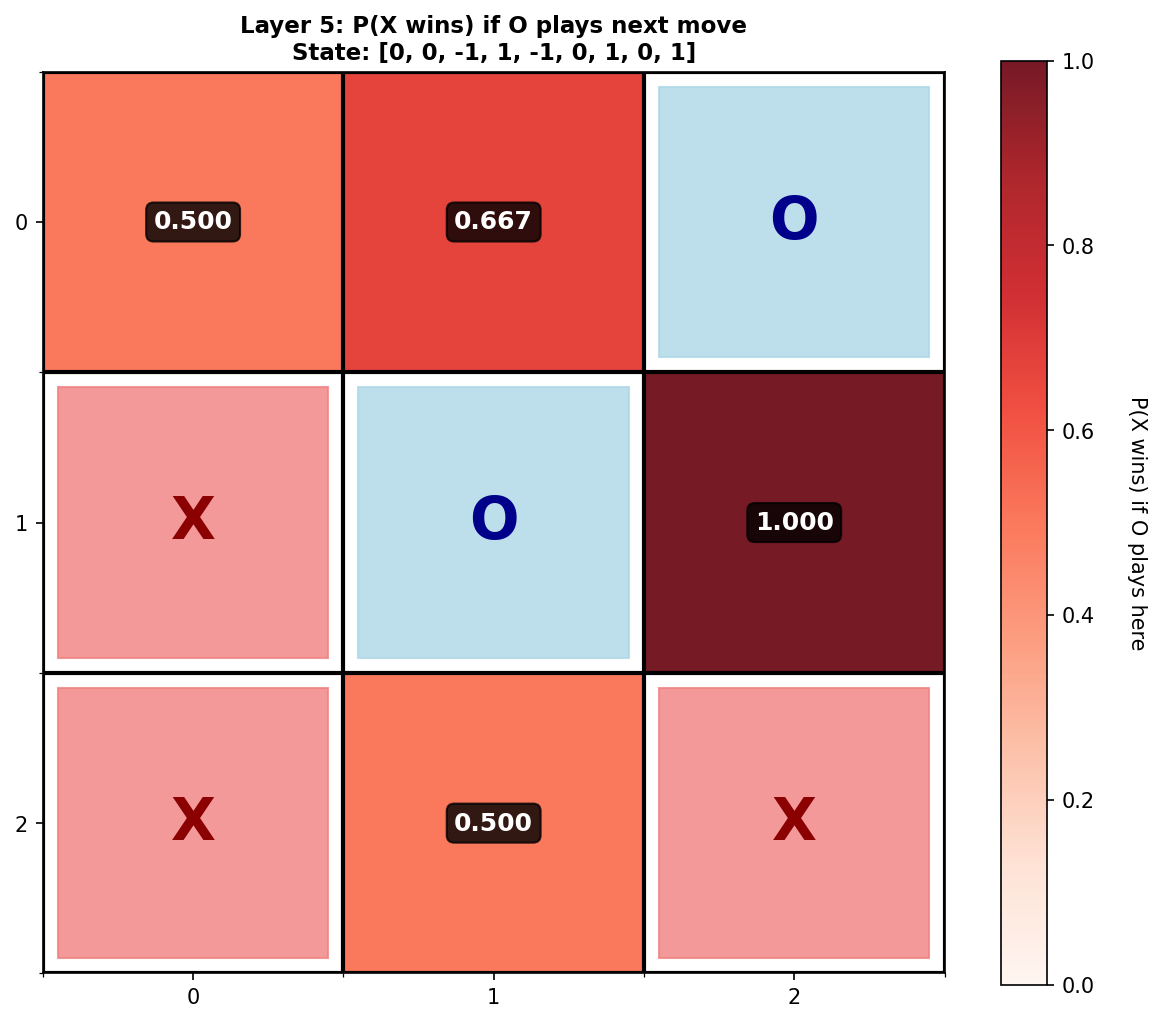 Layer 5: P(X wins) if O plays next move
State: [0, 0, -1, 1, -1, 0, 1, 0, 1]
0
0.500
0.667
O
1
X
O
1.000
2
X
0.500
X
0
1
2
1.0
0.8
0.6
0.4
0.2
0.0
P(X wins) if O plays here